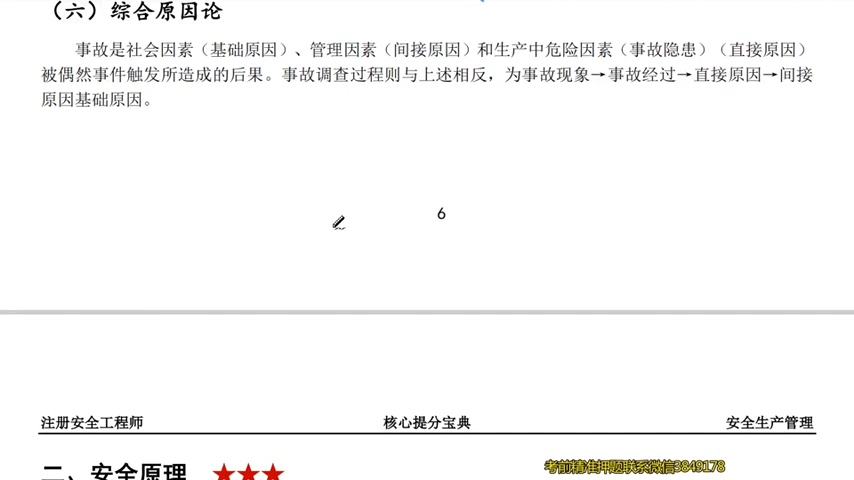 （六）综合原因论
事故是社会因素（基础原因）、管理因素（间接原因）和生产中危险因素（事故隐患）（直接原因）
被偶然事件触发所造成的后果。事故调查过程则与上述相反，为事故现象→事故经过→直接原因→间接
原因基础原因。
6
注册安全工程师 核心提分宝典 安全生产管理
二、安全原理 ★★★
考前精准押题联系微信3849178